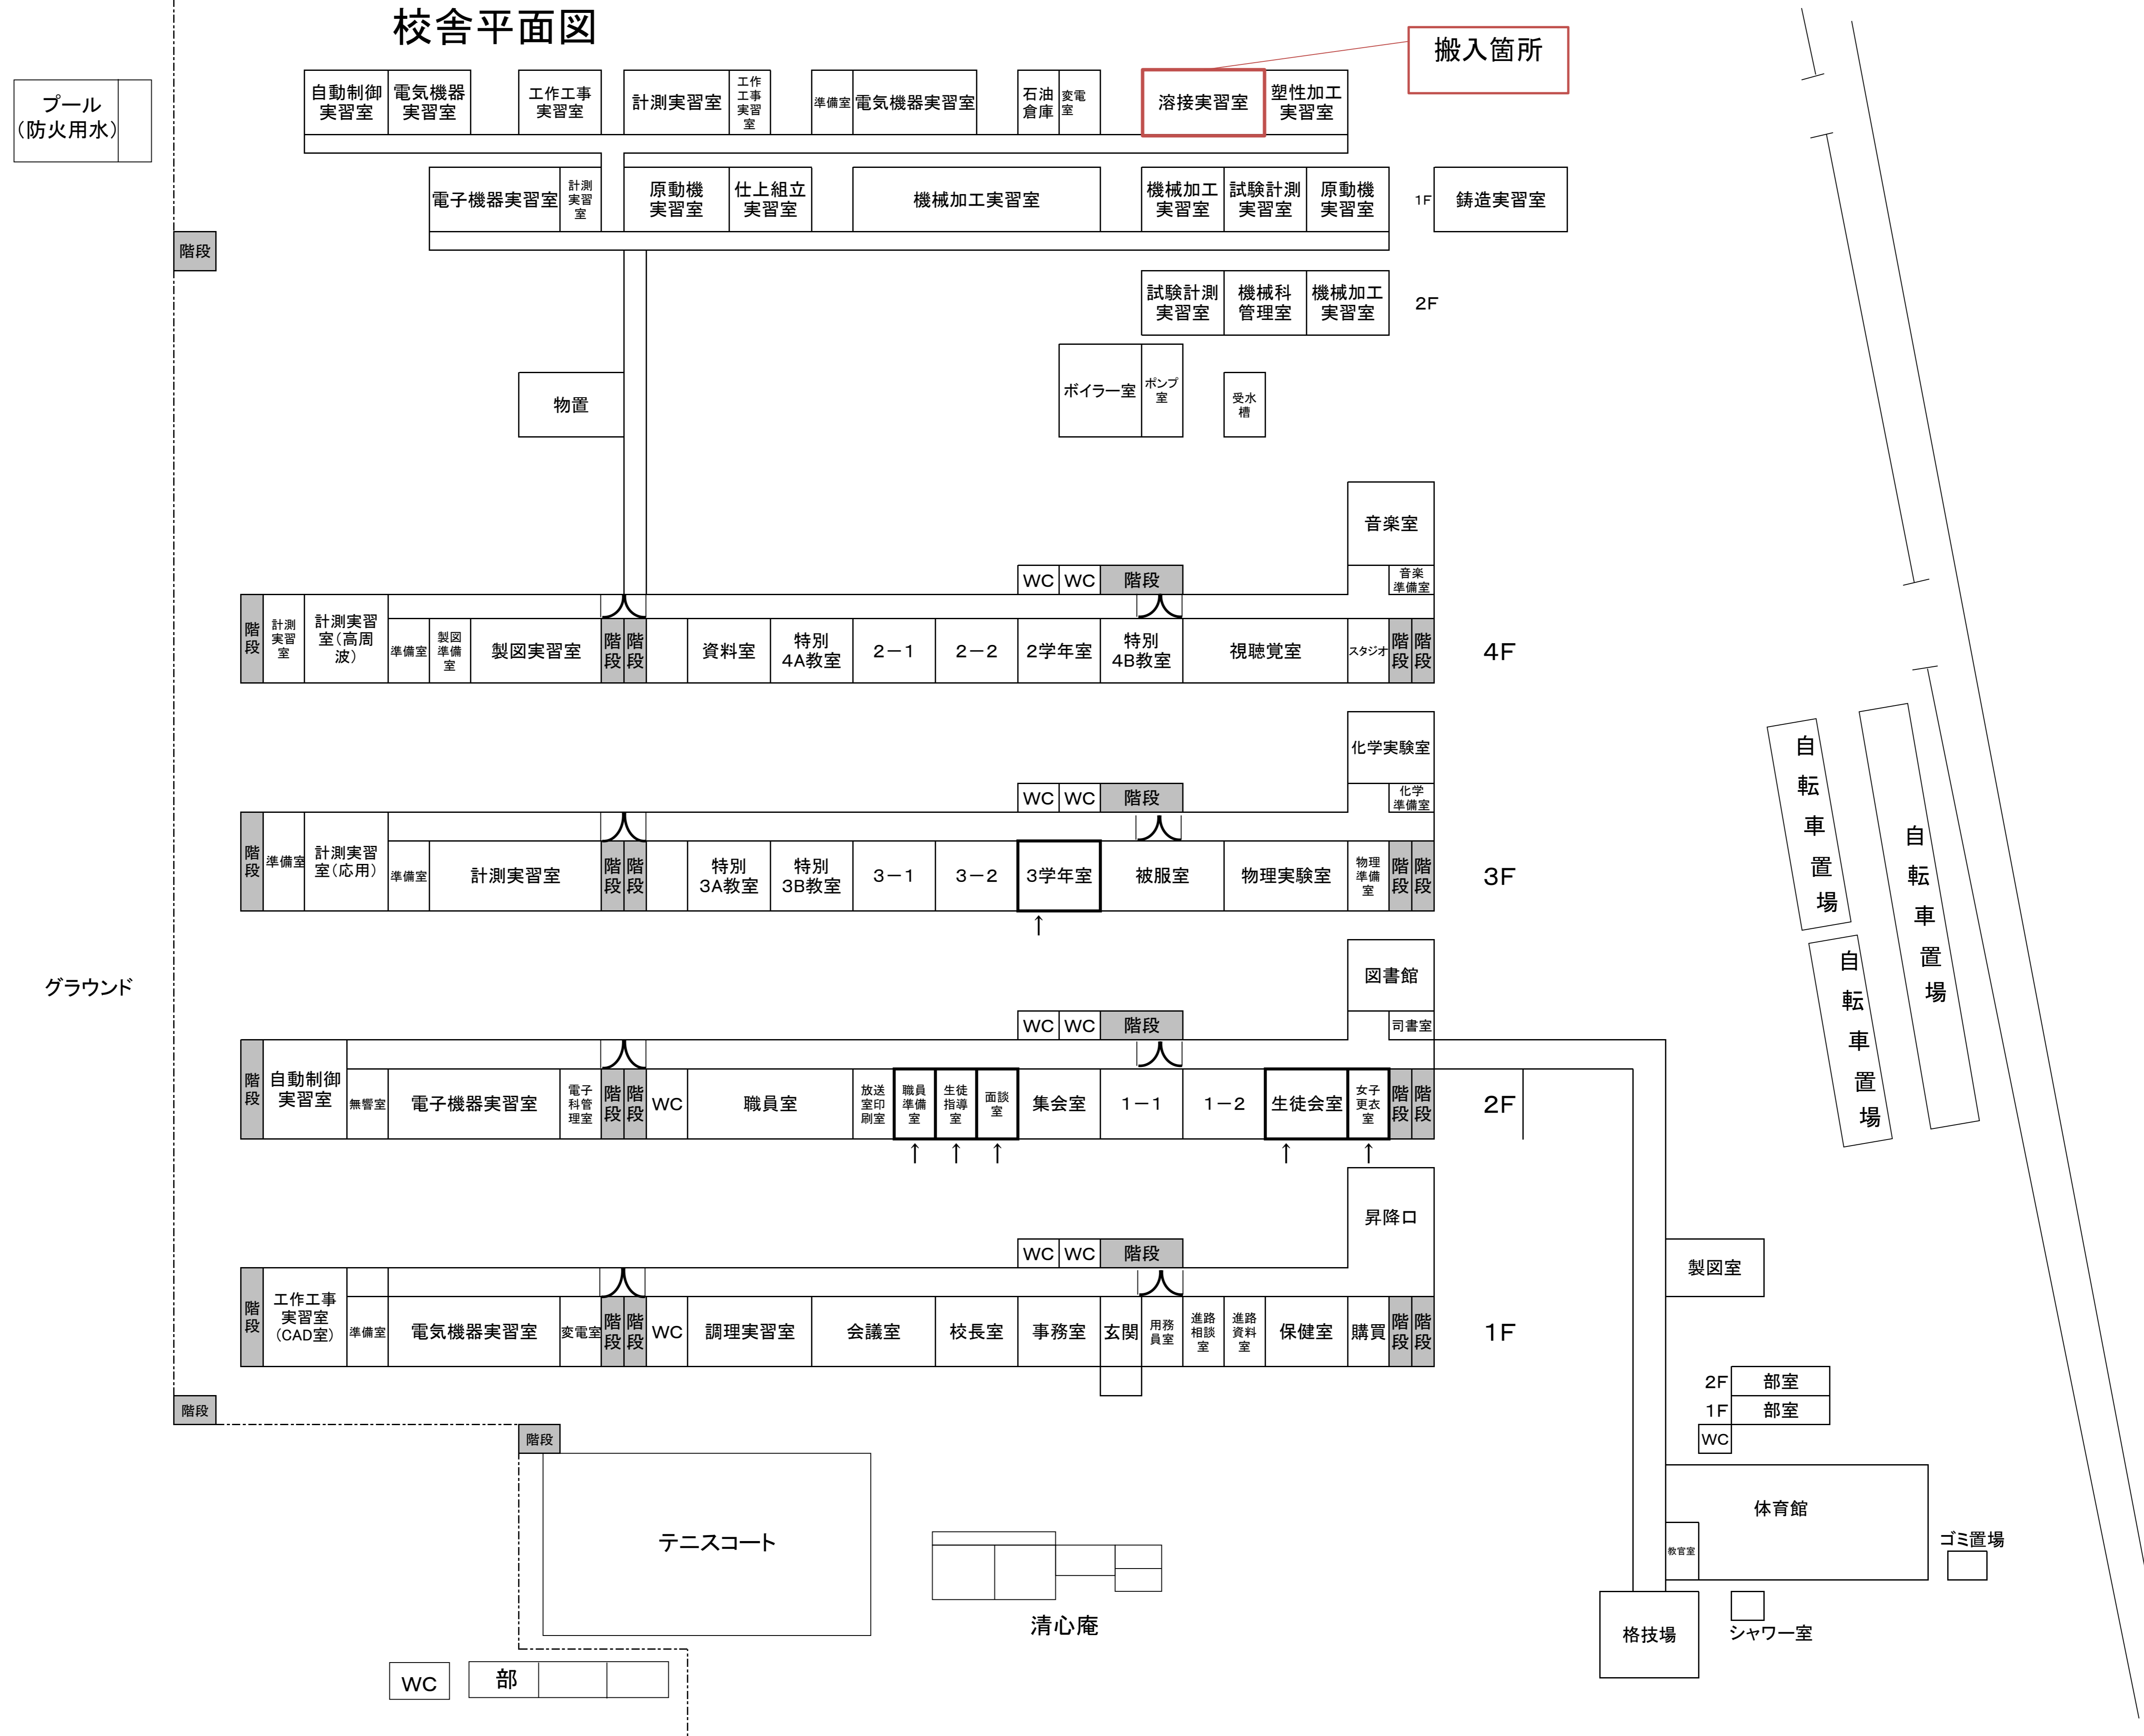 校舎平面図
搬入箇所
プール
（防火用水）
自動制御
実習室
電気機器
実習室
工作工事
実習室
計測実習室
工作
工事
実習
室
準備室
電気機器実習室
石油
倉庫
変電
室
溶接実習室
塑性加工
実習室
電子機器実習室
計測
実習
室
原動機
実習室
仕上組立
実習室
機械加工実習室
機械加工
実習室
試験計測
実習室
原動機
実習室
1F
鋳造実習室
階段
試験計測
実習室
機械科
管理室
機械加工
実習室
2F
物置
ボイラー室
ポンプ
室
受水
槽
音楽室
WC
WC
階段
音楽
準備室
階
段
計測
実習
室
計測実習
室（高周
波）
準備室
製図
準備
室
製図実習室
階
段
階
段
資料室
特別
4A教室
2－1
2－2
2学年室
特別
4B教室
視聴覚室
スタジオ
階
段
階
段
4F
化学実験室
WC
WC
階段
化学
準備室
階
段
準備室
計測実習
室（応用）
準備室
計測実習室
階
段
階
段
特別
3A教室
特別
3B教室
3－1
3－2
3学年室
被服室
物理実験室
物理
準備
室
階
段
階
段
3F
↑
自転車置場
自転車置場
自転車置場
グラウンド
図書館
WC
WC
階段
司書室
階
段
自動制御
実習室
無響室
電子機器実習室
電子
科管
理室
階
段
階
段
WC
職員室
放送
室印
刷室
職員
準備
室
生徒
指導
室
面談
室
集会室
1－1
1－2
生徒会室
女子
更衣
室
階
段
階
段
2F
↑
↑
↑
↑
↑
昇降口
WC
WC
階段
階
段
工作工事
実習室
（CAD室）
準備室
電気機器実習室
変電室
階
段
階
段
WC
調理実習室
会議室
校長室
事務室
玄関
用務
員室
進路
相談
室
進路
資料
室
保健室
購買
階
段
階
段
1F
製図室
2F
部室
1F
部室
WC
階段
階段
テニスコート
清心庵
体育館
教官室
ゴミ置場
格技場
シャワー室
WC
部